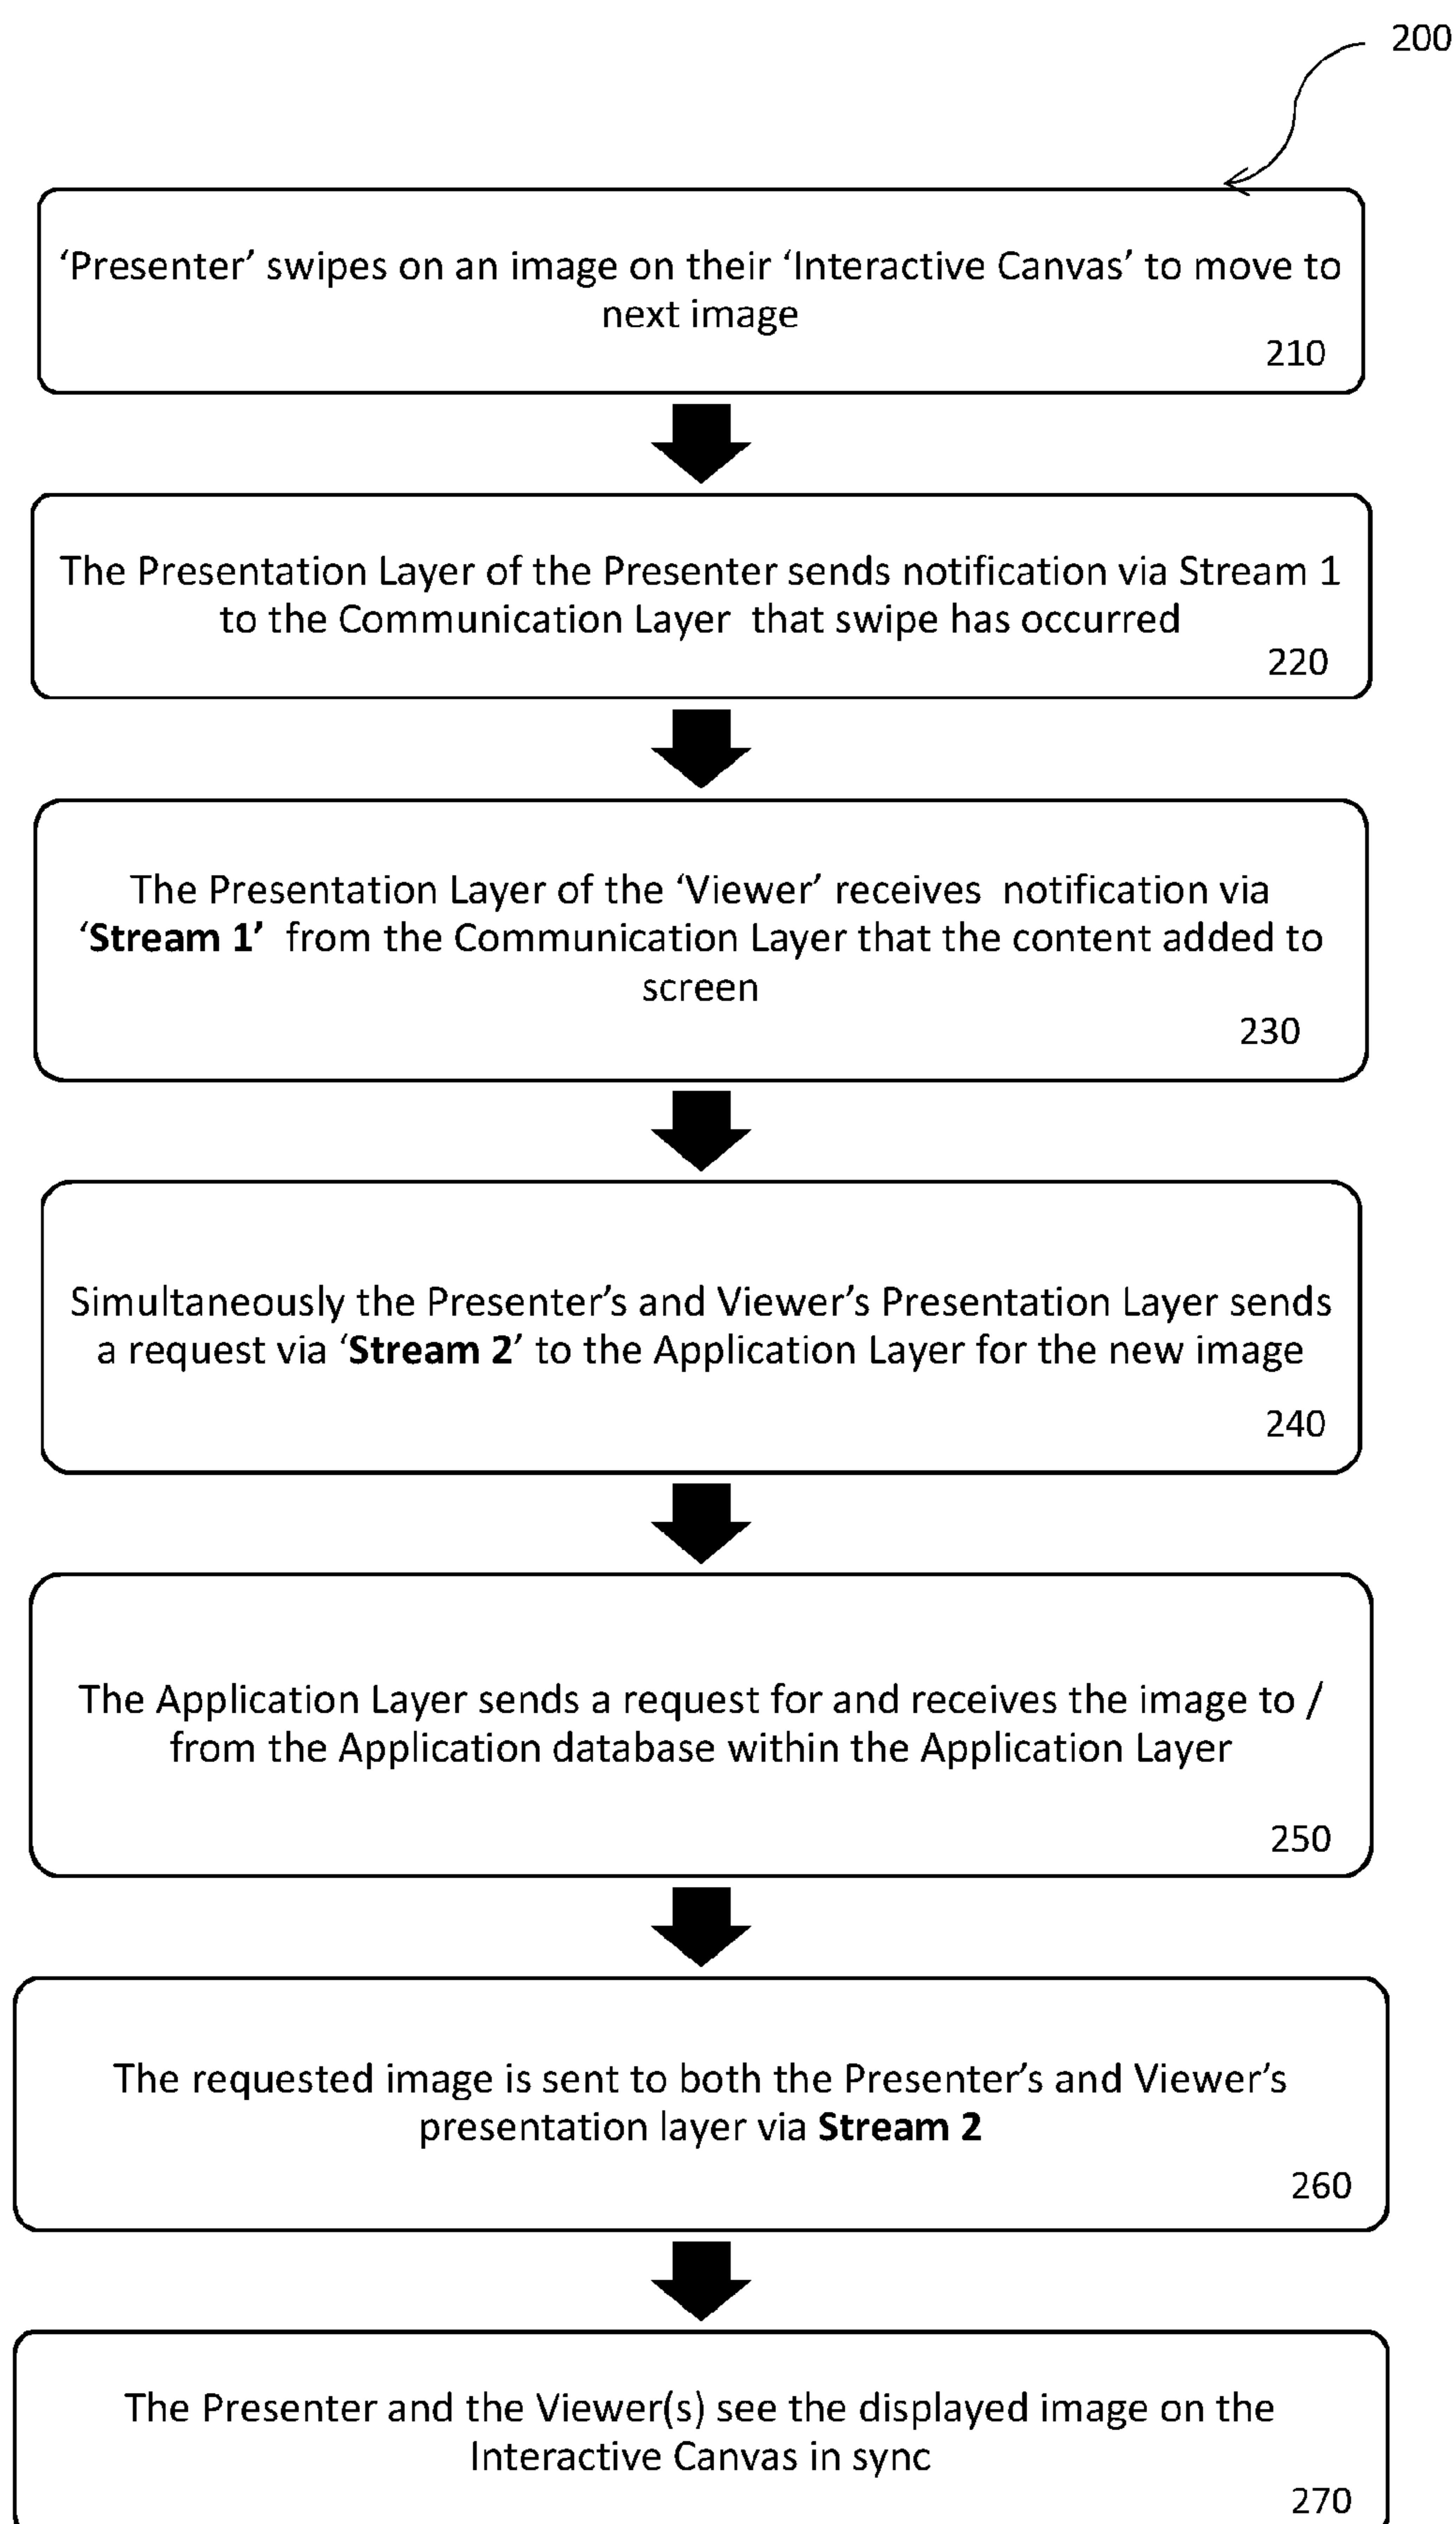 200
‘Presenter’ swipes on an image on their ‘Interactive Canvas’ to move to
next image
210
The Presentation Layer of the Presenter sends notification via Stream 1
to the Communication Layer that swipe has occurred
220
The Presentation Layer of the ‘Viewer’ receives notification via
‘Stream 1’ from the Communication Layer that the content added to
screen
230
Simultaneously the Presenter’s and Viewer’s Presentation Layer sends
a request via ‘Stream 2’ to the Application Layer for the new image
240
The Application Layer sends a request for and receives the image to /
from the Application database within the Application Layer
250
The requested image is sent to both the Presenter’s and Viewer’s
presentation layer via Stream 2
260
The Presenter and the Viewer(s) see the displayed image on the
Interactive Canvas in sync
270